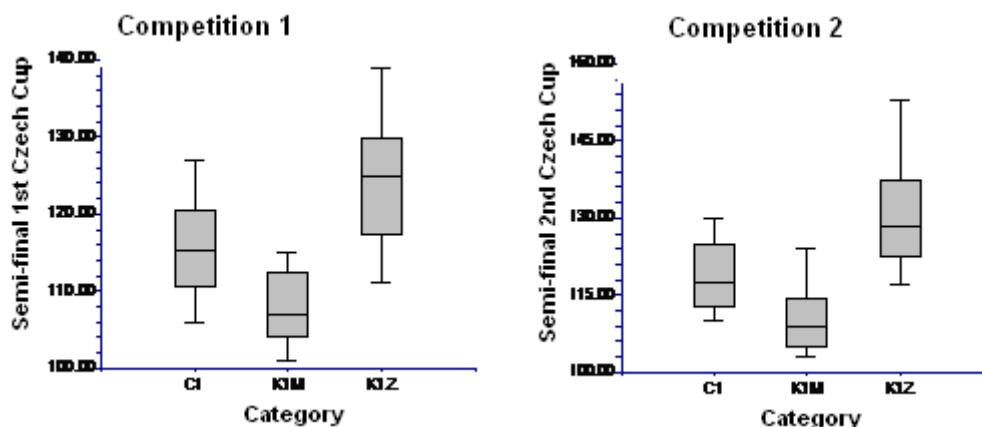 Competition 1
Semi-final 1st Czech Cup
140.00
130.00
120.00
110.00
100.00
C1
K1M
K1Z
Category
Competition 2
Semi-final 2nd Czech Cup
160.00
145.00
130.00
115.00
100.00
C1
K1M
K1Z
Category